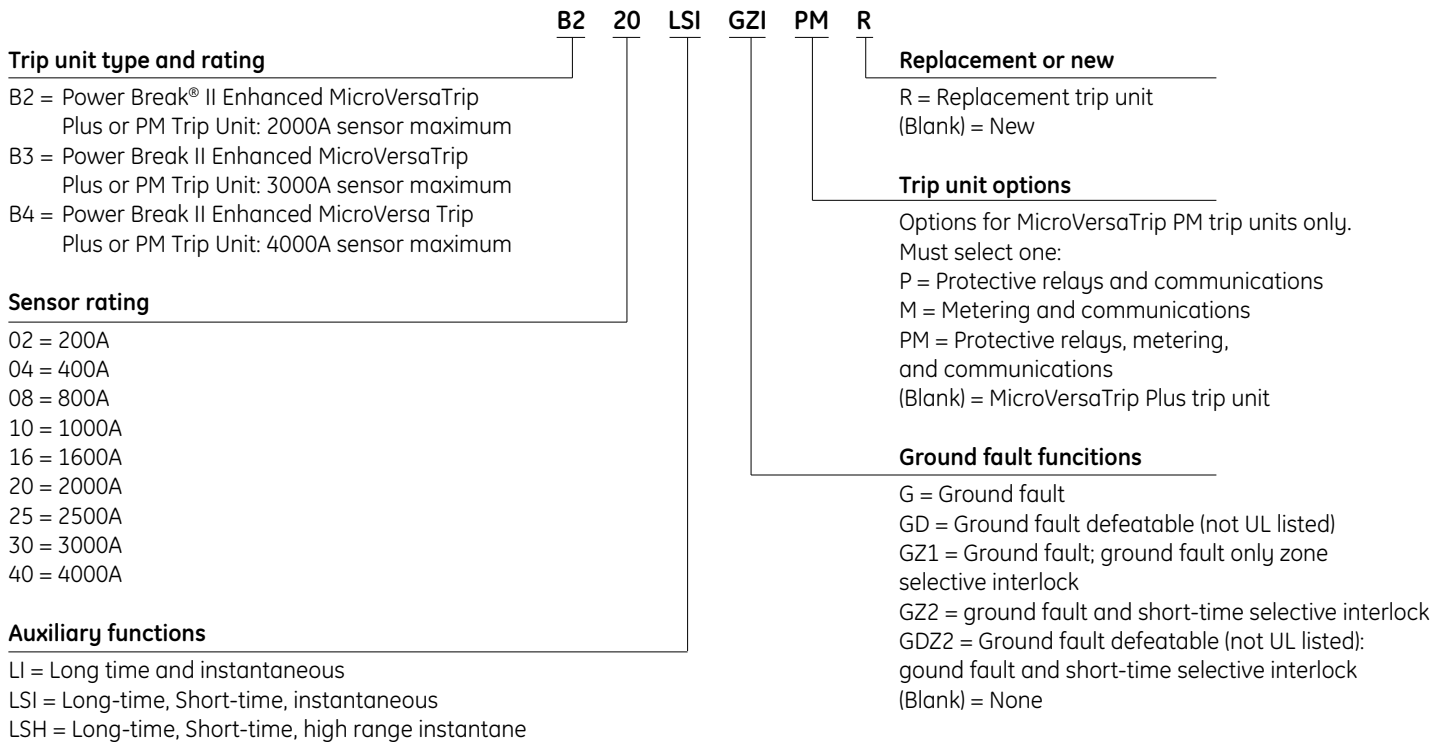 B2 20 LSI GZI PM R
Trip unit type and rating
B2 = Power Break® II Enhanced MicroVersaTrip
Plus or PM Trip Unit: 2000A sensor maximum
B3 = Power Break II Enhanced MicroVersaTrip
Plus or PM Trip Unit: 3000A sensor maximum
B4 = Power Break II Enhanced MicroVersa Trip
Plus or PM Trip Unit: 4000A sensor maximum
Sensor rating
02 = 200A
04 = 400A
08 = 800A
10 = 1000A
16 = 1600A
20 = 2000A
25 = 2500A
30 = 3000A
40 = 4000A
Auxiliary functions
LI = Long time and instantaneous
LSI = Long-time, Short-time, instantaneous
LSH = Long-time, Short-time, high range instantane
Replacement or new
R = Replacement trip unit
(Blank) = New
Trip unit options
Options for MicroVersaTrip PM trip units only.
Must select one:
P = Protective relays and communications
M = Metering and communications
PM = Protective relays, metering,
and communications
(Blank) = MicroVersaTrip Plus trip unit
Ground fault funcitions
G = Ground fault
GD = Ground fault defeatable (not UL listed)
GZ1 = Ground fault; ground fault only zone
selective interlock
GZ2 = ground fault and short-time selective interlock
GDZ2 = Ground fault defeatable (not UL listed):
gound fault and short-time selective interlock
(Blank) = None